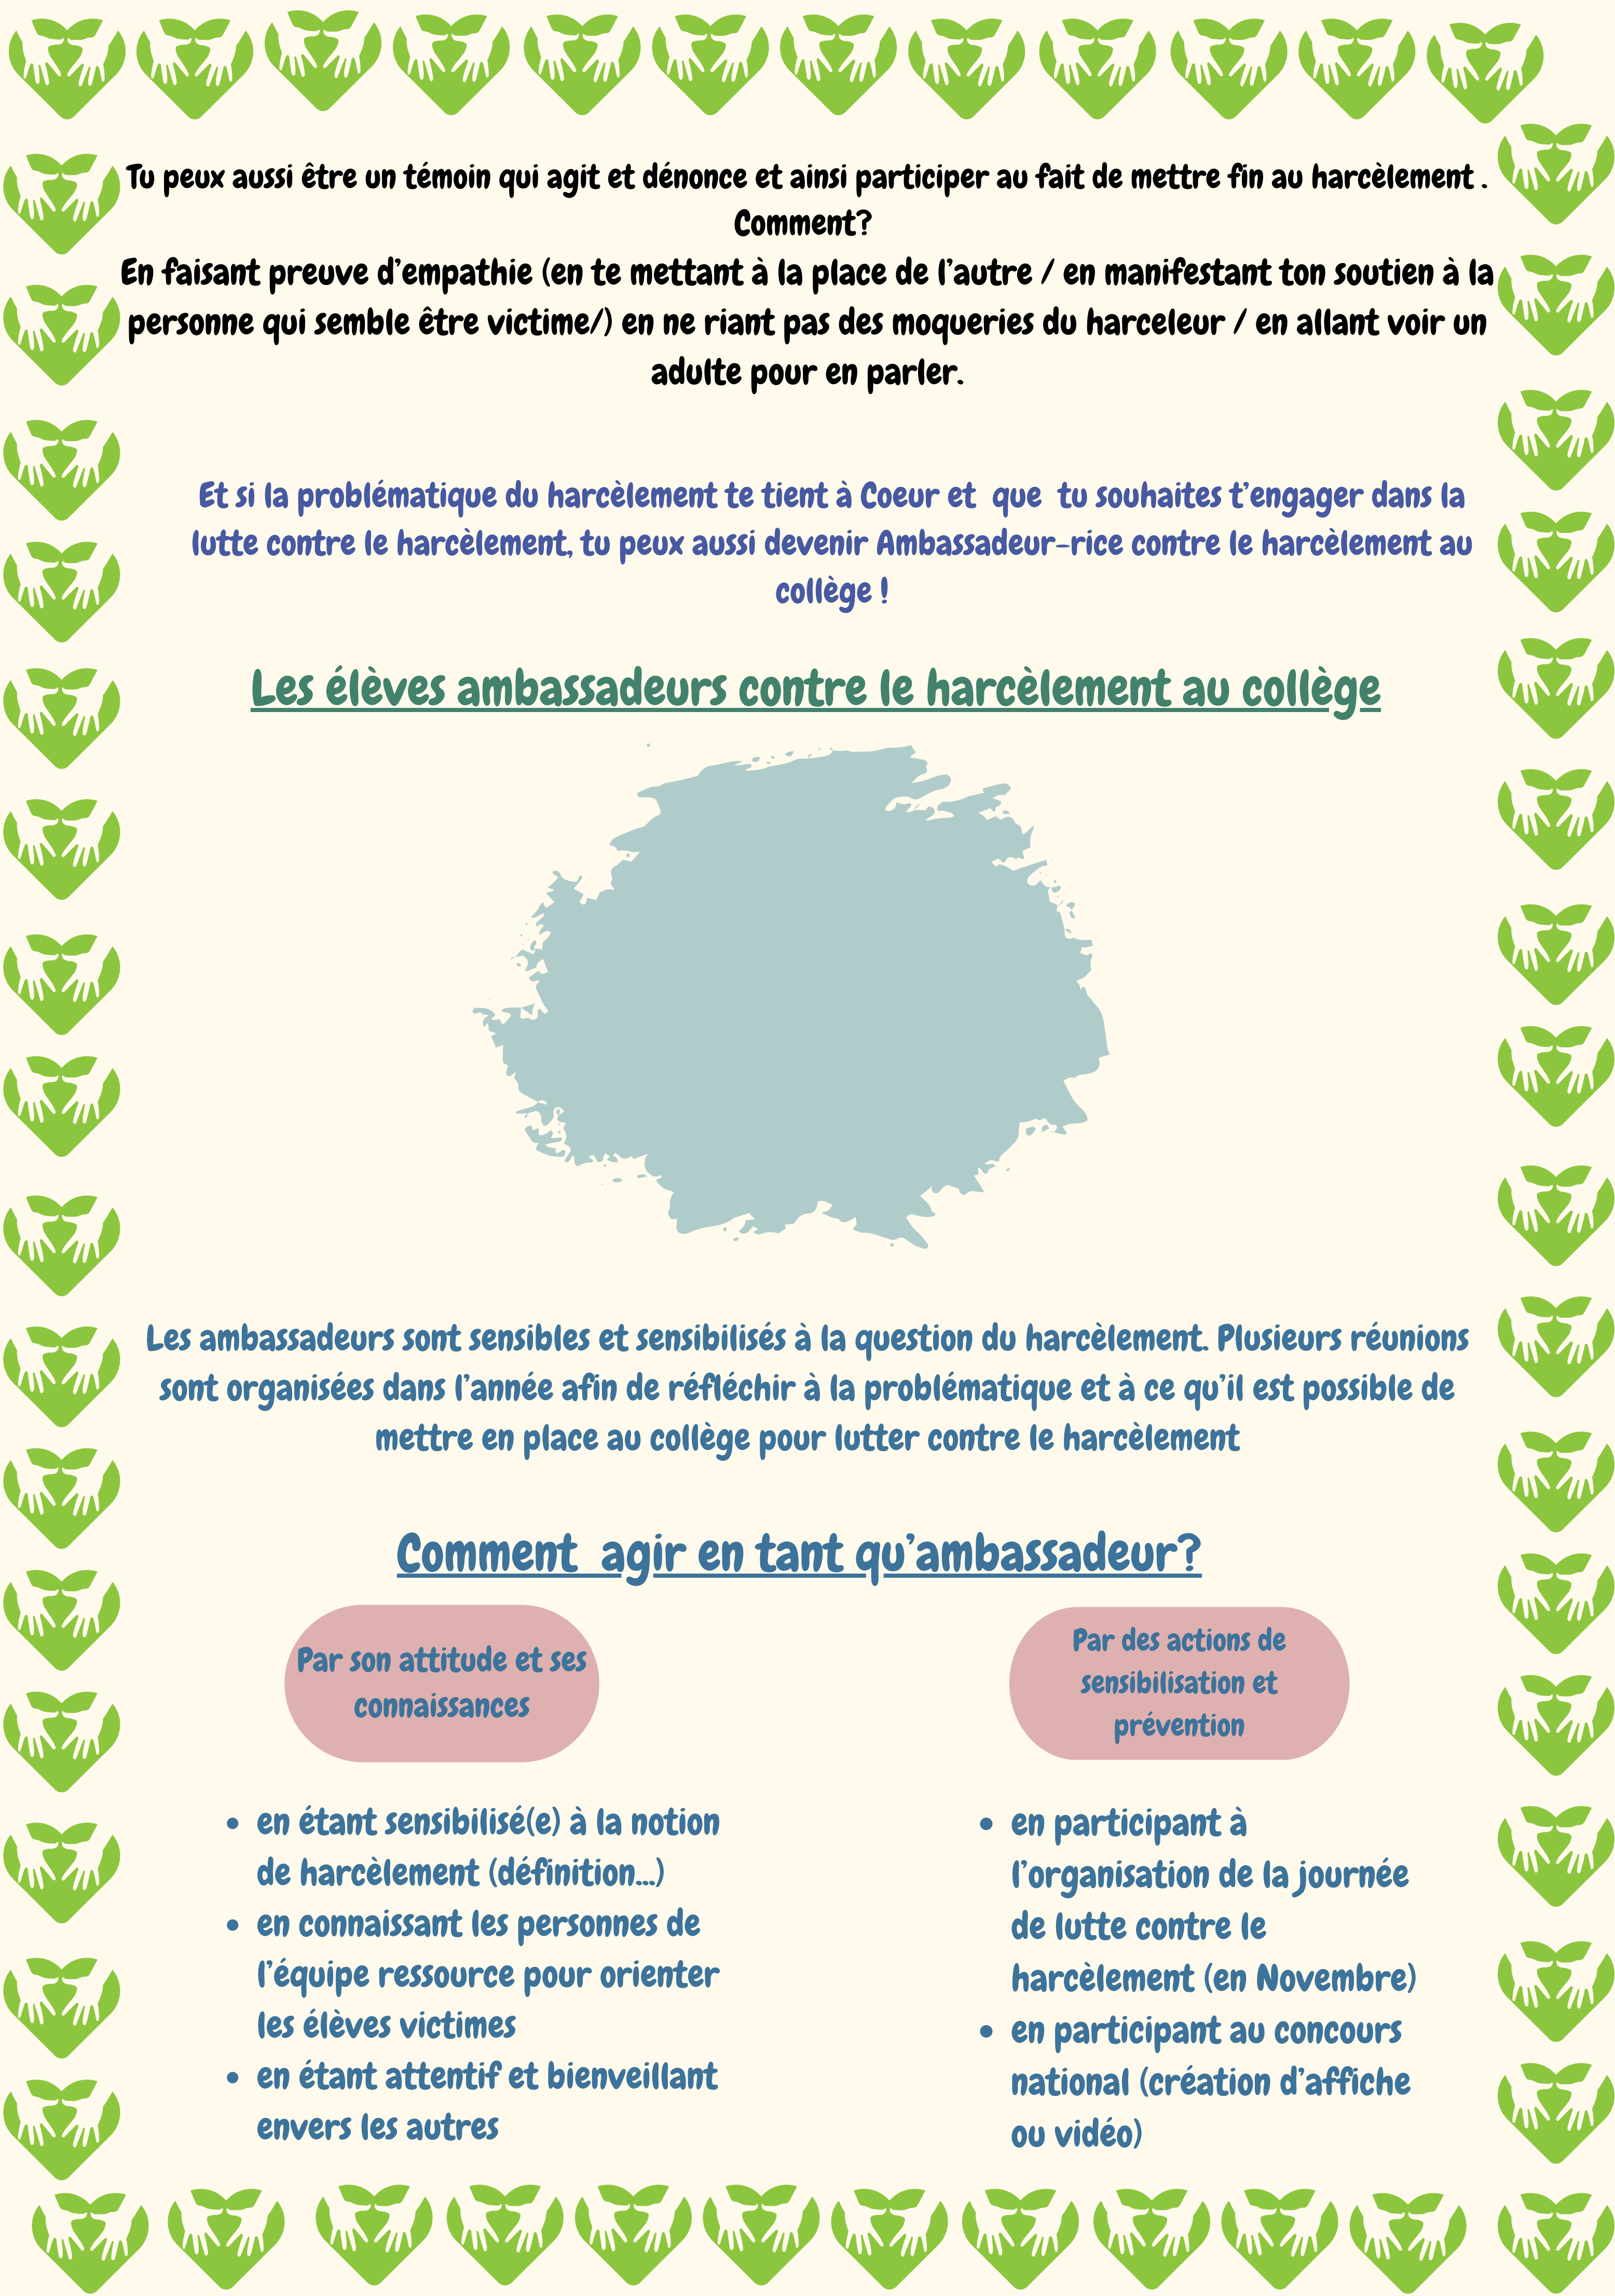 Tu peux aussi être un témoin qui agit et dénonce et ainsi participer au fait de mettre fin au harcèlement .
Comment?
En faisant preuve d'empathie (en te mettant à la place de l'autre / en manifestant ton soutien à la
personne qui semble être victime/) en ne riant pas des moqueries du harceleur / en allant voir un
adulte pour en parler.
Et si la problématique du harcèlement te tient à Coeur et que tu souhaites t'engager dans la
lutte contre le harcèlement, tu peux aussi devenir Ambassadeur-rice contre le harcèlement au
collège !
Les élèves ambassadeurs contre le harcèlement au collège
Les ambassadeurs sont sensibles et sensibilisés à la question du harcèlement. Plusieurs réunions
sont organisées dans l'année afin de réfléchir à la problématique et à ce qu'il est possible de
mettre en place au collège pour lutter contre le harcèlement
Comment agir en tant qu'ambassadeur?
Par son attitude et ses
connaissances
• en étant sensibilisé(e) à la notion
de harcèlement (définition...)
• en connaissant les personnes de
l'équipe ressource pour orienter
les élèves victimes
• en étant attentif et bienveillant
envers les autres
Par des actions de
sensibilisation et
prévention
• en participant à
l'organisation de la journée
de lutte contre le
harcèlement (en Novembre)
• en participant au concours
national (création d'affiche
ou vidéo)